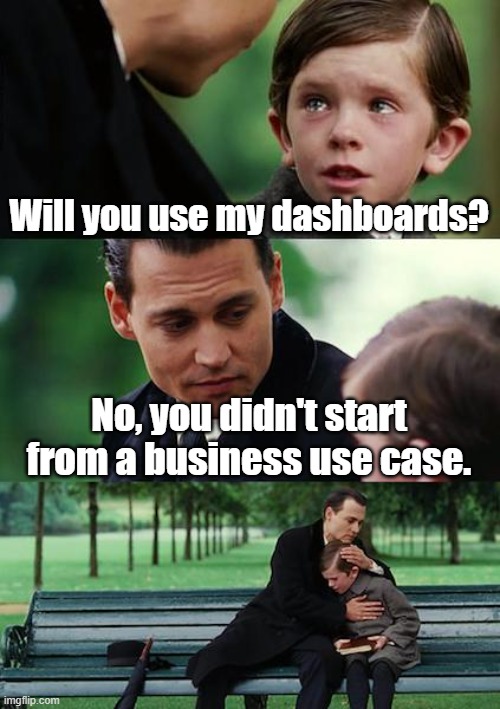 Will you use my dashboards?
No, you didn't start
from a business use case.
imgflip.com